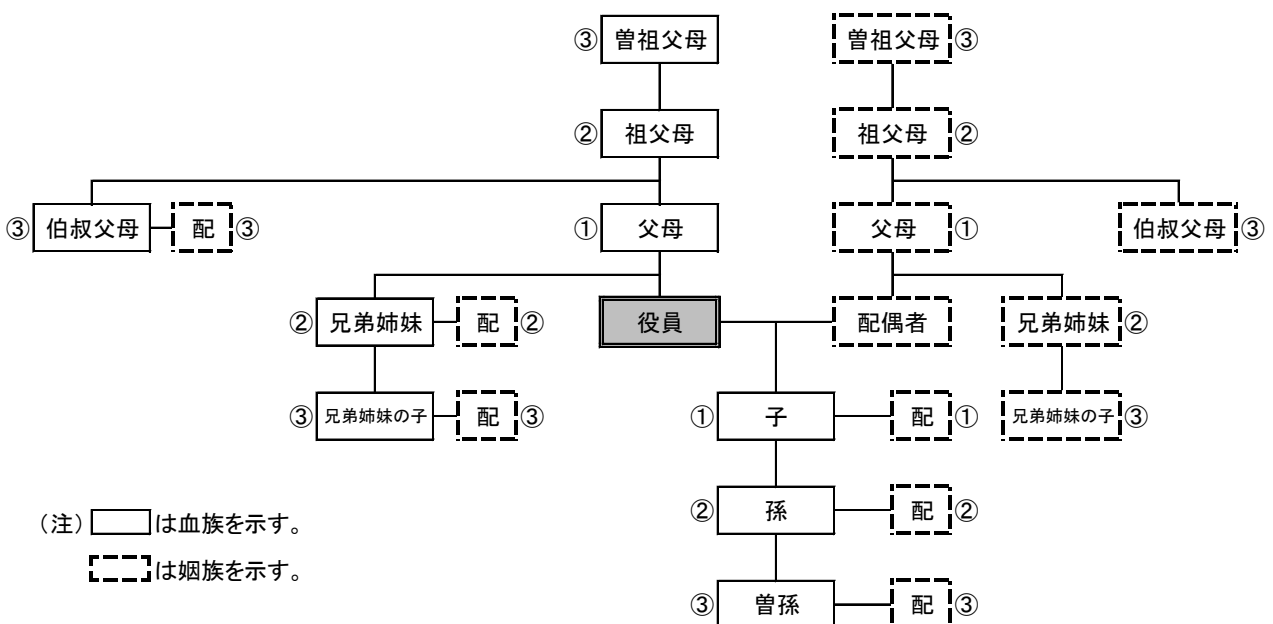 ③ 曽祖父母 曽祖父母 ③
② 祖父母 祖父母 ②
③ 伯叔父母 配 ③ ① 父母 父母 ① 伯叔父母 ③
② 兄弟姉妹 配 ② 役員 配偶者 兄弟姉妹 ②
③ 兄弟姉妹の子 配 ③ ① 子 配 ① 兄弟姉妹の子 ③
② 孫 配 ②
(注) は血族を示す。
は姻族を示す。
③ 曽孫 配 ③